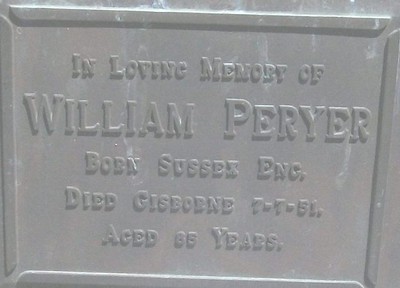 IN LOVING MEMORY OF
WILLIAM PERYER
BORN SUSSEX ENG.
DIED GISBORNE 7-7-51.
AGED 85 YEARS.